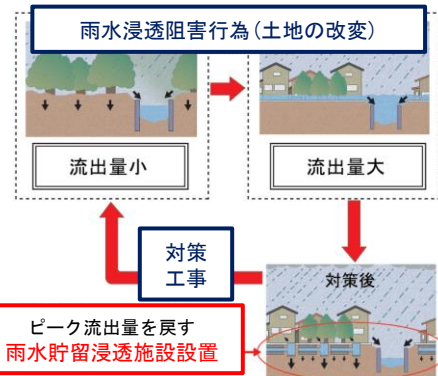 雨水浸透阻害行為(土地の改変)
流出量小
流出量大
対策
工事
対策後
ピーク流出量を戻す
雨水貯留浸透施設設置